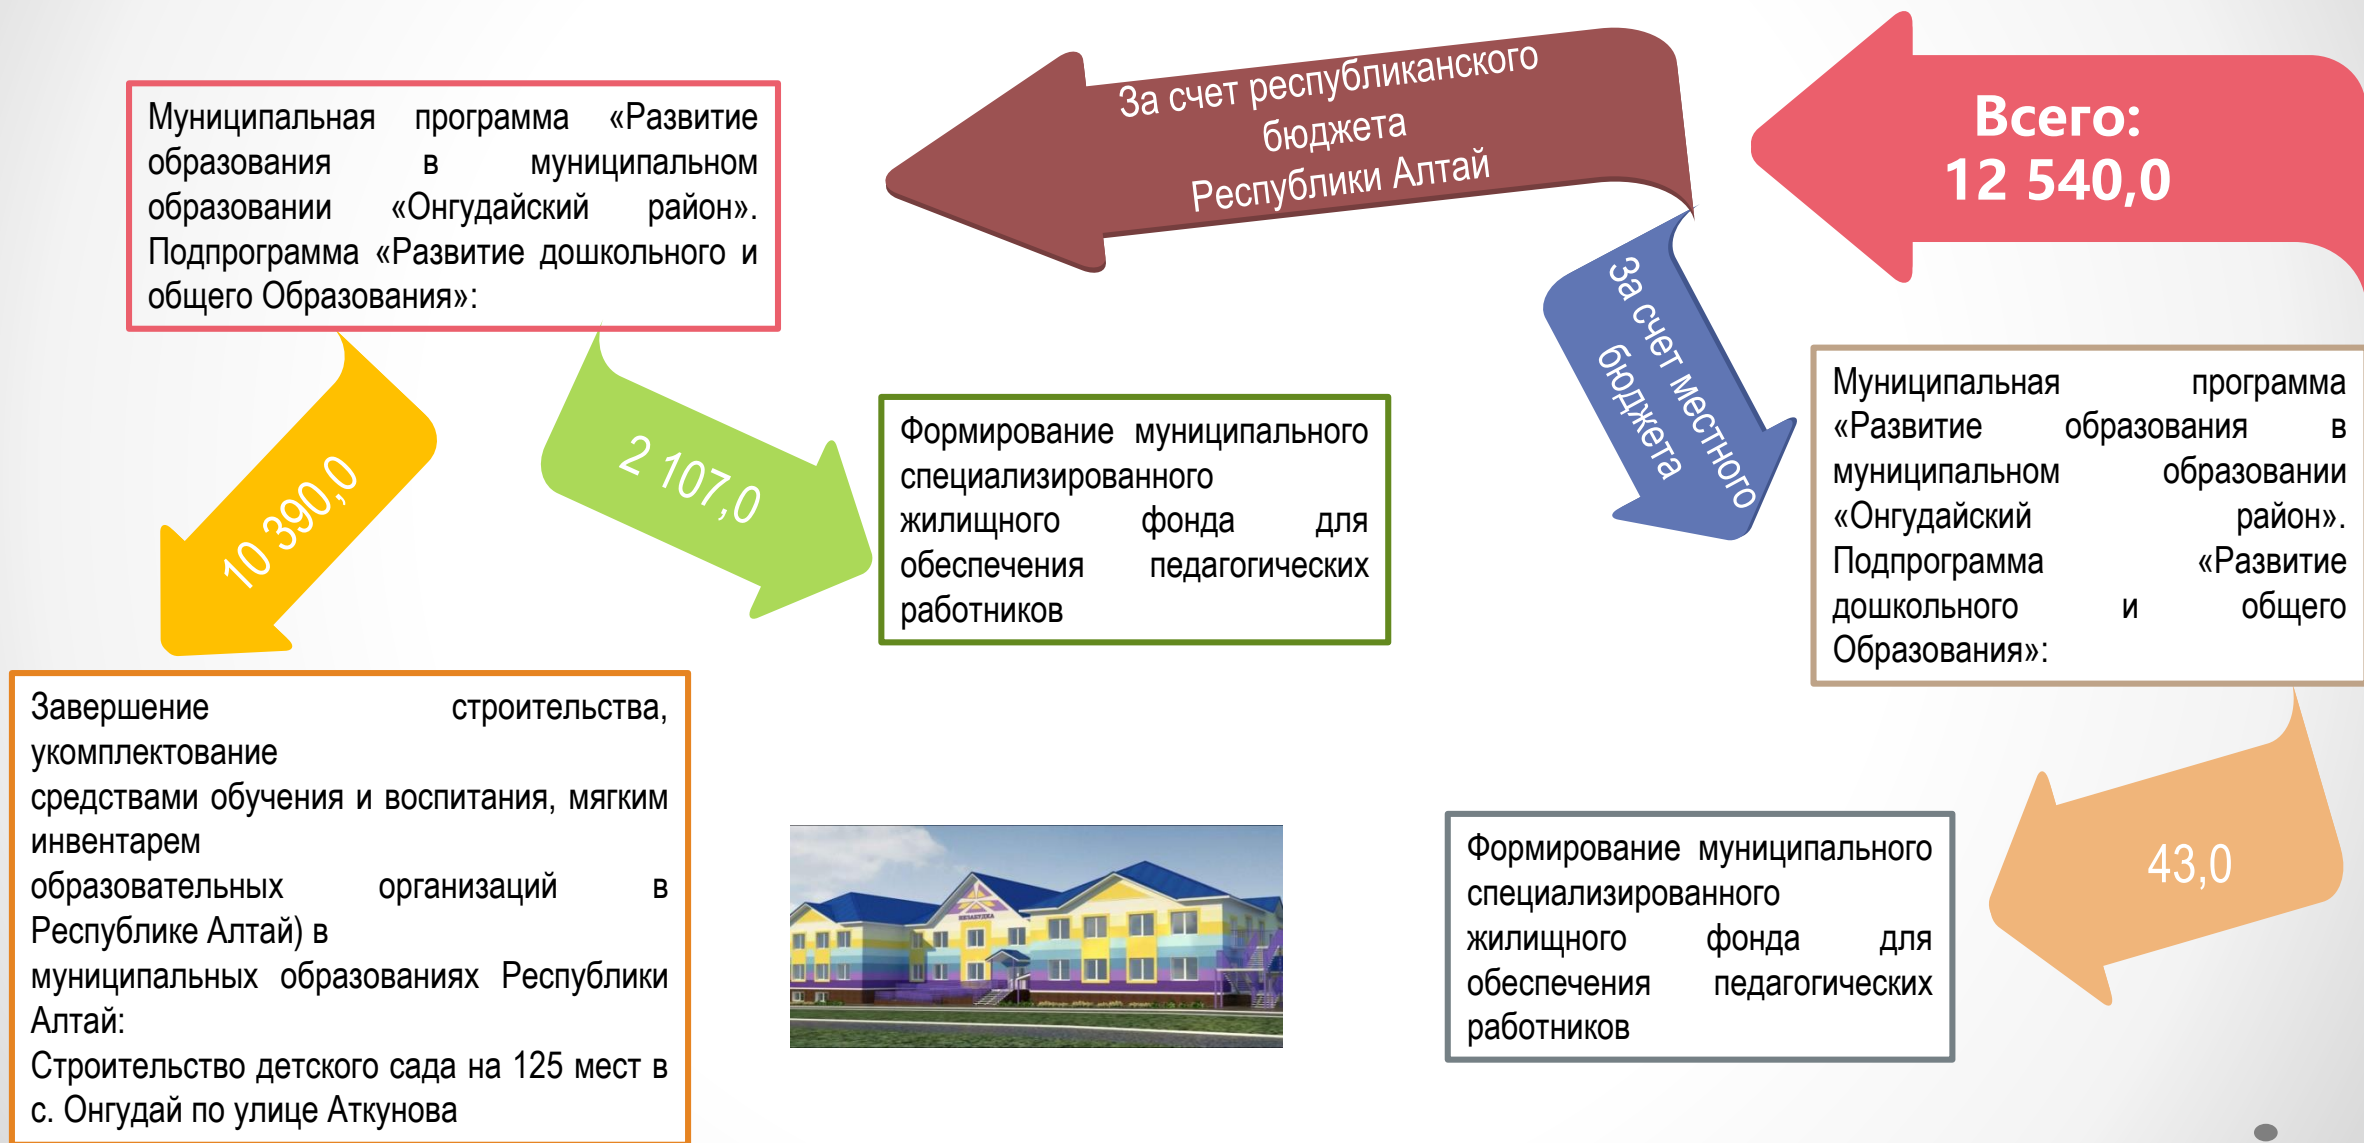 Муниципальная программа «Развитие
образования в муниципальном
образовании «Онгудайский район».
Подпрограмма «Развитие дошкольного и
общего Образования»:
За счет республиканского
бюджета
Республики Алтай
Всего:
12 540,0
За счет местного
бюджета
10 390,0
2 107,0
Формирование муниципального
специализированного
жилищного фонда для
обеспечения педагогических
работников
Муниципальная программа
«Развитие образования в
муниципальном образовании
«Онгудайский район».
Подпрограмма «Развитие
дошкольного и общего
Образования»:
Завершение строительства,
укомплектование
средствами обучения и воспитания, мягким
инвентарем
образовательных организаций в
Республике Алтай) в
муниципальных образованиях Республики
Алтай:
Строительство детского сада на 125 мест в
с. Онгудай по улице Аткунова
НЕЗАБУДКА
Формирование муниципального
специализированного
жилищного фонда для
обеспечения педагогических
работников
43,0